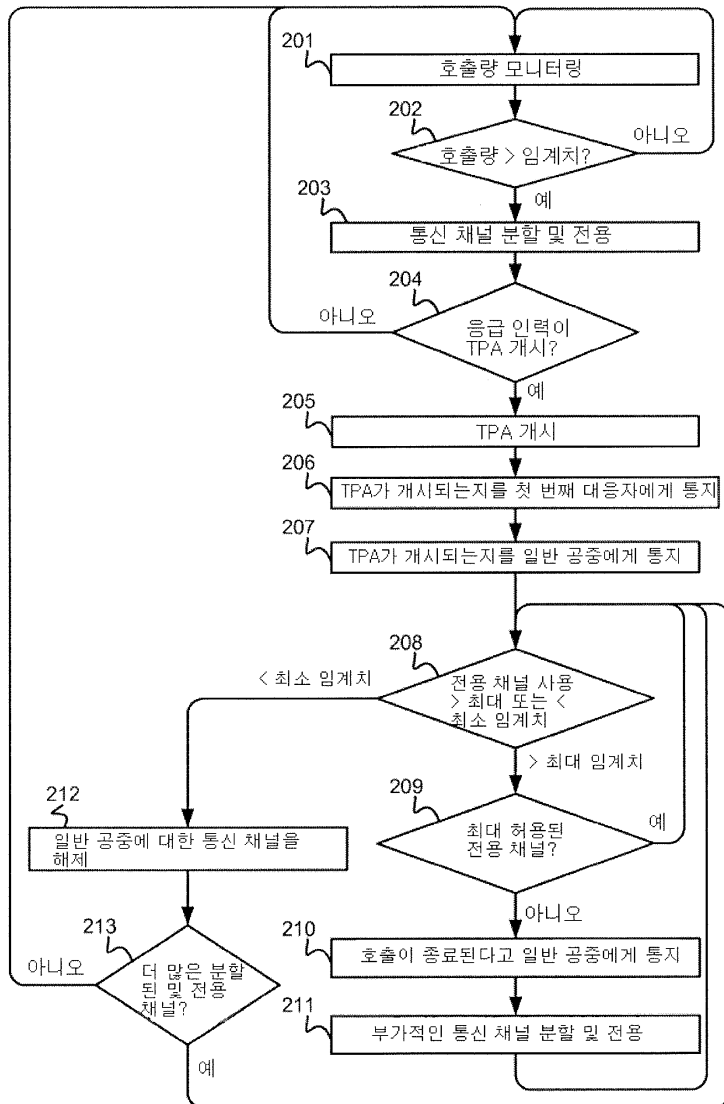 201
호출량 모니터링
202
호출량 > 임계치?
아니오
예
203
통신 채널 분할 및 전용
204
아니오
응급 인력이
TPA 개시?
예
205
TPA 개시
206
TPA가 개시되는지를 첫 번째 대응자에게 통지
207
TPA가 개시되는지를 일반 공중에게 통지
208
< 최소 임계치
전용 채널 사용
> 최대 또는 <
최소 임계치
> 최대 임계치
209
최대 허용된
전용 채널?
예
아니오
212
일반 공중에 대한 통신 채널을
해제
210
호출이 종료된다고 일반 공중에게 통지
213
아니오
더 많은 분할
된 및 전용
채널?
예
211
부가적인 통신 채널 분할 및 전용